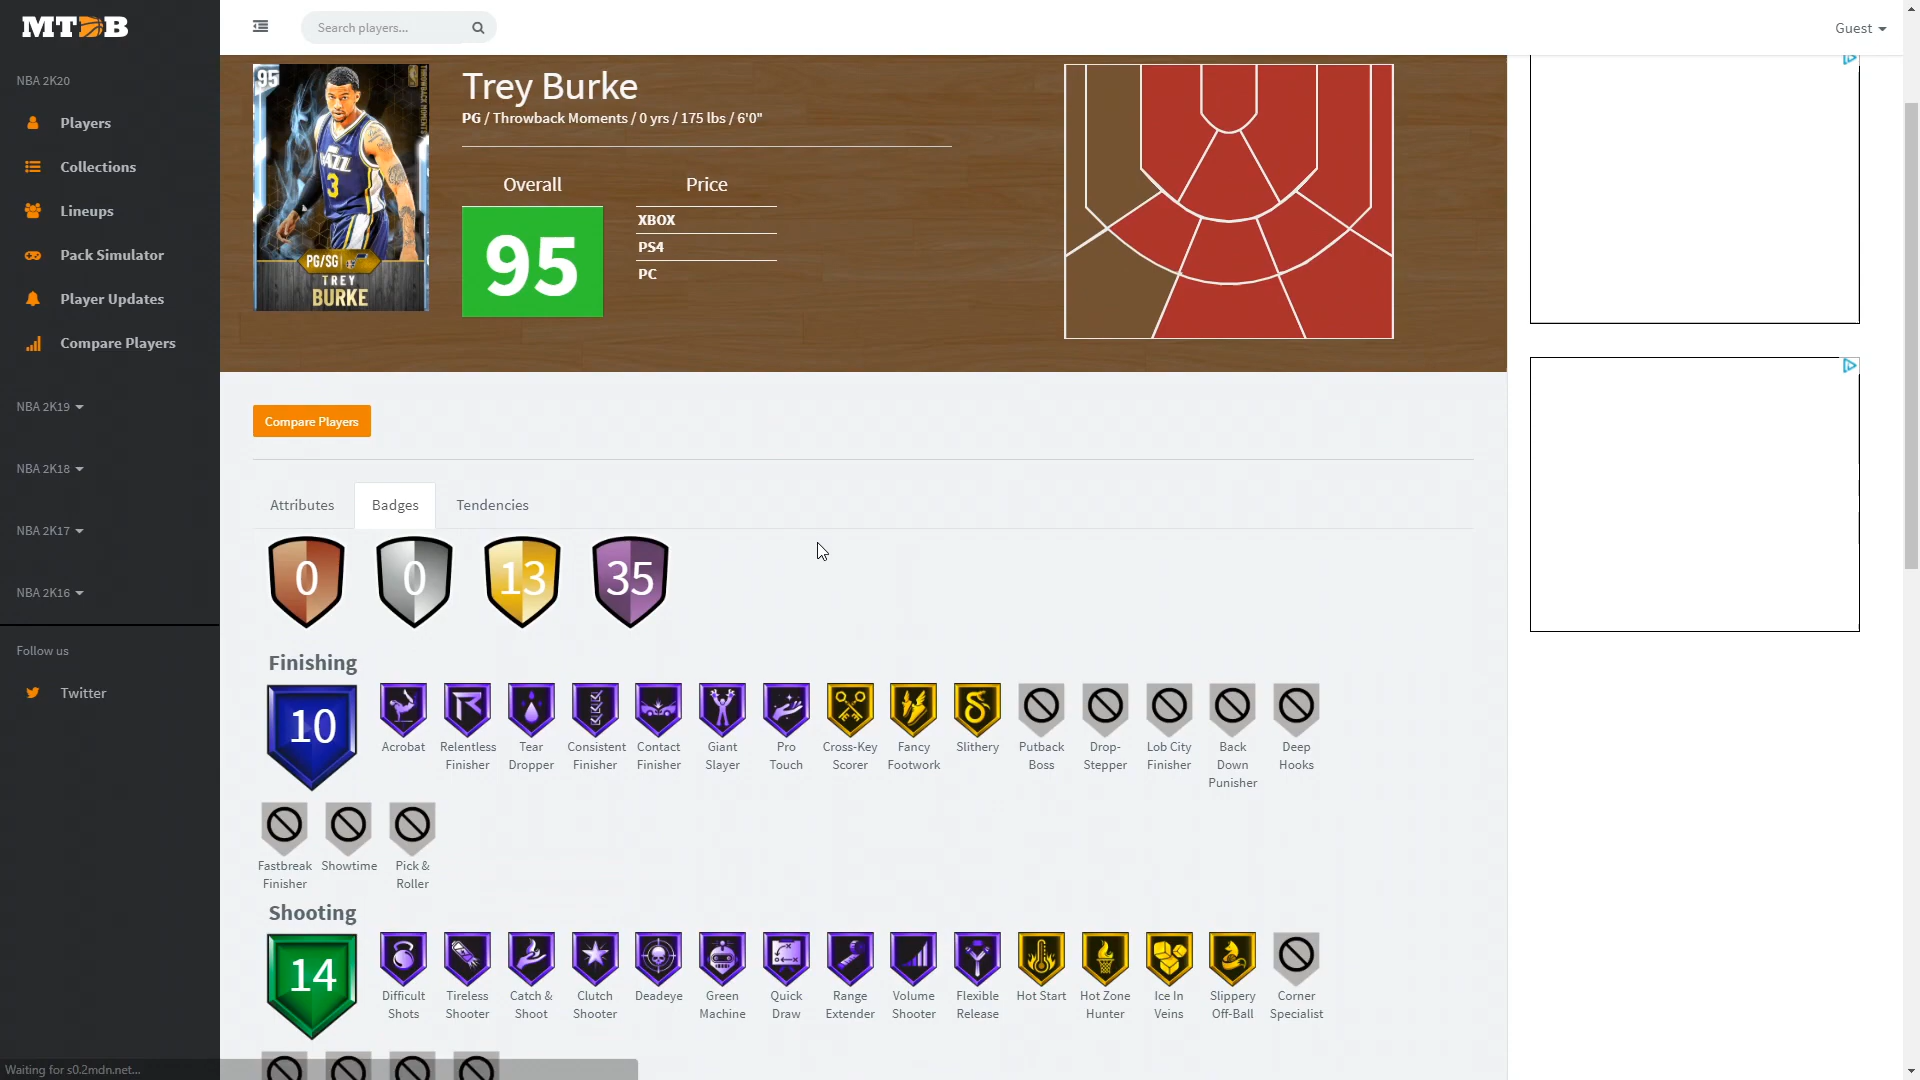 MTDB
Search players...
Guest
NBA 2K20
Players
Collections
Lineups
Pack Simulator
Player Updates
Compare Players
NBA 2K19
NBA 2K18
NBA 2K17
NBA 2K16
Follow us
Twitter
95
THROWBACK MOMENTS
JAZZ
3
PG/SG
TREY
BURKE
Trey Burke
PG / Throwback Moments / 0 yrs / 175 lbs / 6'0"
Overall
95
Price
XBOX
PS4
PC
Compare Players
Attributes
Badges
Tendencies
0
0
13
35
Finishing
10
Acrobat
Relentless
Finisher
Tear
Dropper
Consistent
Finisher
Contact
Finisher
Giant
Slayer
Pro
Touch
Cross-Key
Scorer
Fancy
Footwork
Slithery
Putback
Boss
Drop-
Stepper
Lob City
Finisher
Back
Down
Punisher
Deep
Hooks
Fastbreak
Finisher
Showtime
Pick &
Roller
Shooting
14
Difficult
Shots
Tireless
Shooter
Catch &
Shoot
Clutch
Shooter
Deadeye
Green
Machine
Quick
Draw
Range
Extender
Volume
Shooter
Flexible
Release
Hot Start
Hot Zone
Hunter
Ice In
Veins
Slippery
Off-Ball
Corner
Specialist
Waiting for s0.2mdn.net...